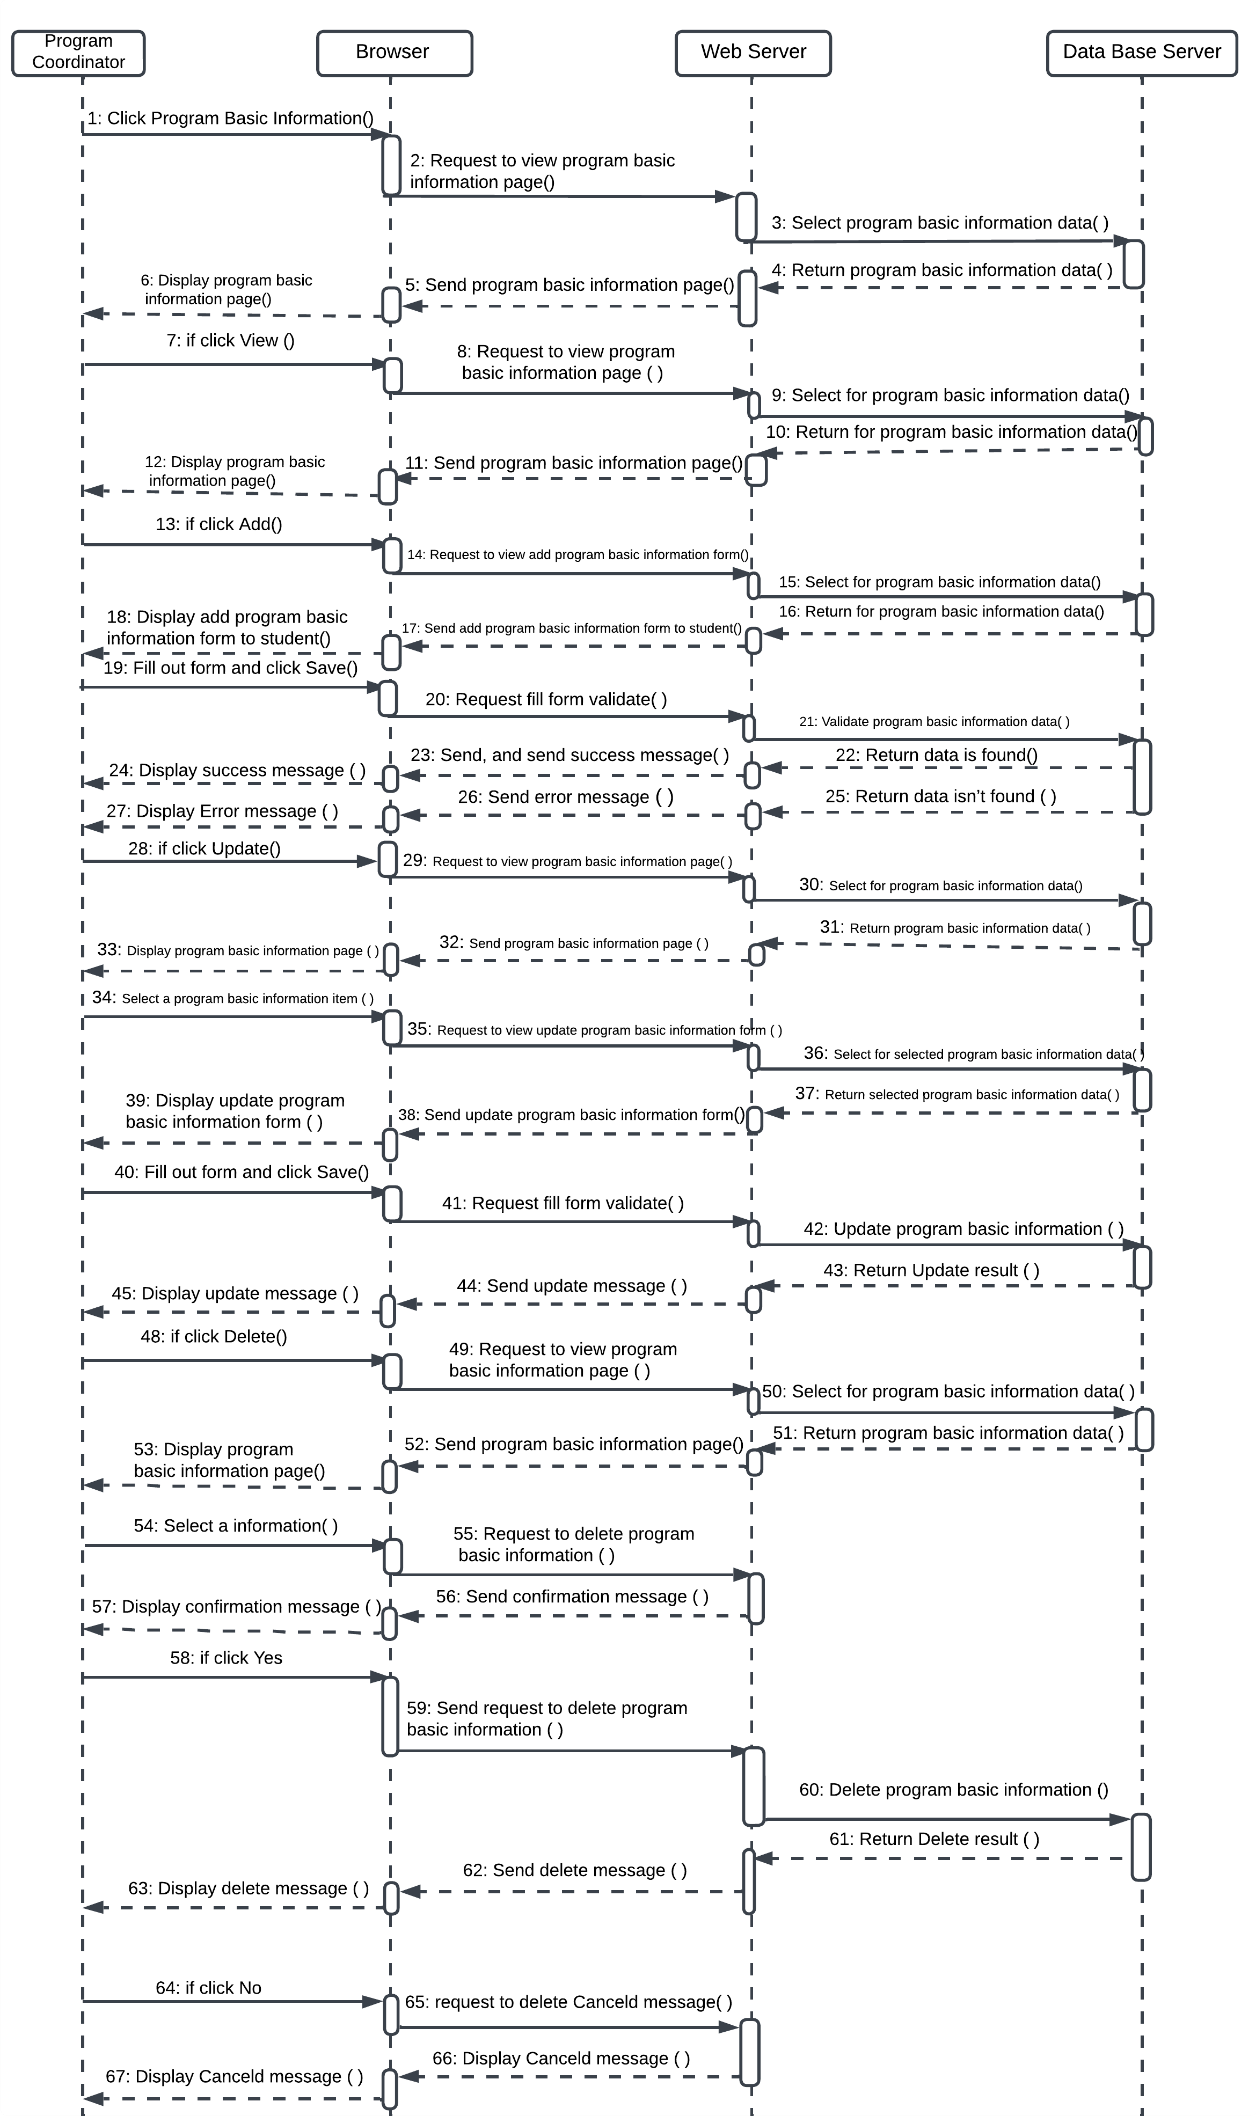 Program
Coordinator
Browser
Web Server
Data Base Server
1: Click Program Basic Information()
2: Request to view program basic
information page()
3: Select program basic information data( )
4: Return program basic information data( )
5: Send program basic information page()
6: Display program basic
information page()
7: if click View ()
8: Request to view program
basic information page ( )
9: Select for program basic information data()
10: Return for program basic information data()
11: Send program basic information page()
12: Display program basic
information page()
13: if click Add()
14: Request to view add program basic information form()
15: Select for program basic information data()
16: Return for program basic information data()
17: Send add program basic information form to student()
18: Display add program basic
information form to student()
19: Fill out form and click Save()
20: Request fill form validate( )
21: Validate program basic information data( )
22: Return data is found()
23: Send, and send success message( )
24: Display success message ( )
25: Return data isn't found ( )
26: Send error message ( )
27: Display Error message ( )
28: if click Update()
29: Request to view program basic information page( )
30: Select for program basic information data()
31: Return program basic information data( )
32: Send program basic information page ( )
33: Display program basic information page ( )
34: Select a program basic information item ( )
35: Request to view update program basic information form ( )
36: Select for selected program basic information data( )
37: Return selected program basic information data( )
38: Send update program basic information form()
39: Display update program
basic information form ( )
40: Fill out form and click Save()
41: Request fill form validate( )
42: Update program basic information ( )
43: Return Update result ( )
44: Send update message ( )
45: Display update message ( )
48: if click Delete()
49: Request to view program
basic information page ( )
50: Select for program basic information data( )
51: Return program basic information data( )
52: Send program basic information page()
53: Display program
basic information page()
54: Select a information( )
55: Request to delete program
basic information ( )
56: Send confirmation message ( )
57: Display confirmation message ( )
58: if click Yes
59: Send request to delete program
basic information ( )
60: Delete program basic information ()
61: Return Delete result ( )
62: Send delete message ( )
63: Display delete message ( )
64: if click No
65: request to delete Canceld message( )
66: Display Canceld message ( )
67: Display Canceld message ( )